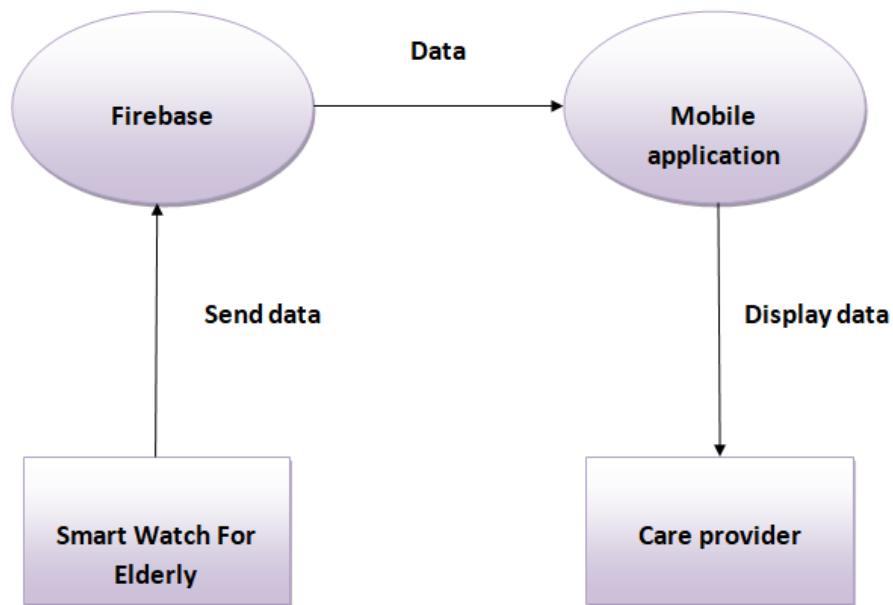 Data
Firebase
Mobile
application
Send data
Display data
Smart Watch For
Elderly
Care provider